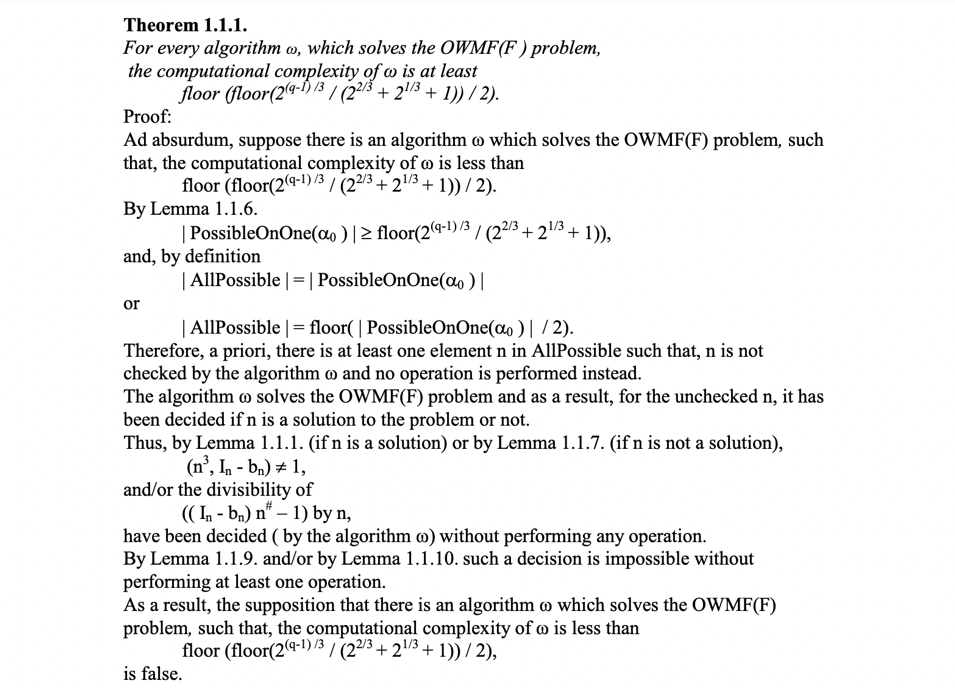 Theorem 1.1.1.
For every algorithm ω, which solves the OWMF(F ) problem,
the computational complexity of ω is at least
floor (floor(2^(q-1) /3 / (2^2/3 + 2^1/3 + 1)) / 2).
Proof:
Ad absurdum, suppose there is an algorithm ω which solves the OWMF(F) problem, such
that, the computational complexity of ω is less than
floor (floor(2^(q-1) /3 / (2^2/3 + 2^1/3 + 1)) / 2).
By Lemma 1.1.6.
| PossibleOnOne(α₀ ) | ≥ floor(2^(q-1) /3 / (2^2/3 + 2^1/3 + 1)),
and, by definition
| AllPossible | = | PossibleOnOne(α₀ ) |
or
| AllPossible | = floor( | PossibleOnOne(α₀ ) | / 2).
Therefore, a priori, there is at least one element n in AllPossible such that, n is not
checked by the algorithm ω and no operation is performed instead.
The algorithm ω solves the OWMF(F) problem and as a result, for the unchecked n, it has
been decided if n is a solution to the problem or not.
Thus, by Lemma 1.1.1. (if n is a solution) or by Lemma 1.1.7. (if n is not a solution),
(n³, Iₙ - bₙ) ≠ 1,
and/or the divisibility of
(( Iₙ - bₙ) n^# – 1) by n,
have been decided ( by the algorithm ω) without performing any operation.
By Lemma 1.1.9. and/or by Lemma 1.1.10. such a decision is impossible without
performing at least one operation.
As a result, the supposition that there is an algorithm ω which solves the OWMF(F)
problem, such that, the computational complexity of ω is less than
floor (floor(2^(q-1) /3 / (2^2/3 + 2^1/3 + 1)) / 2),
is false.